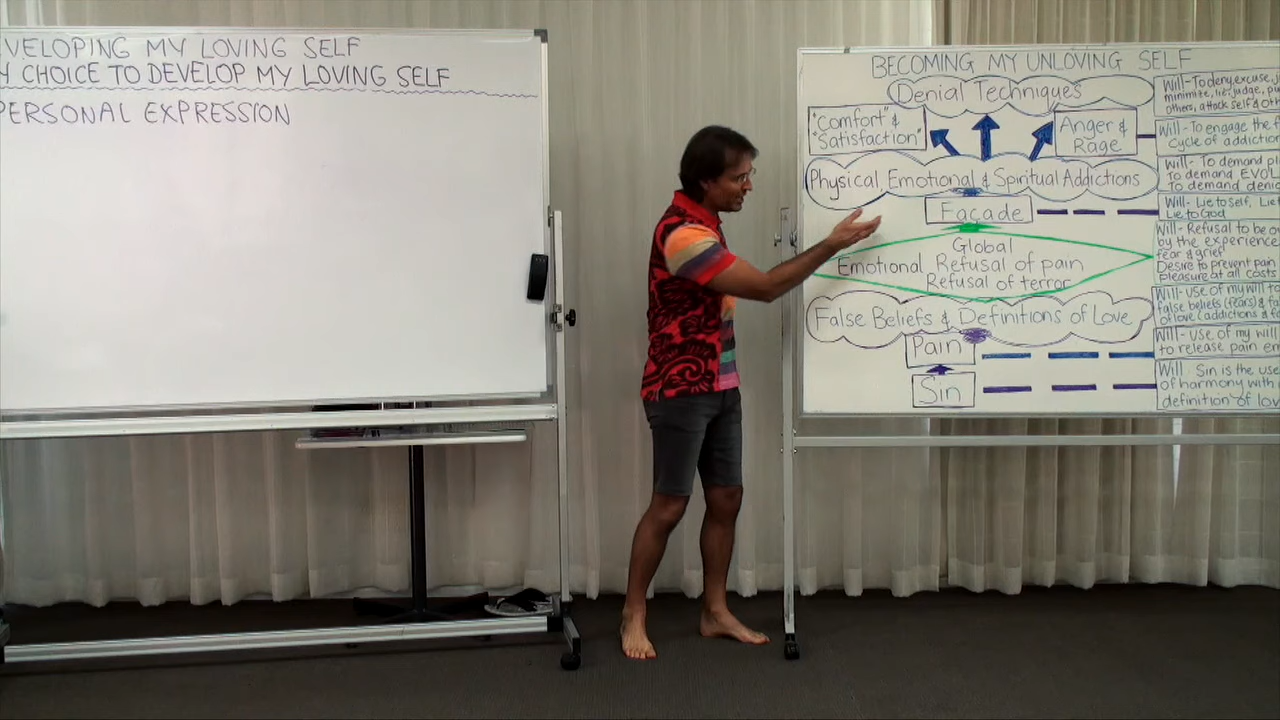 VELOPING MY LOVING SELF
Y CHOICE TO DEVELOP MY LOVING SELF
PERSONAL EXPRESSION
BECOMING MY UNLOVING SELF
Denial Techniques
"Comfort" &
"Satisfaction"
Anger &
Rage
Physical, Emotional & Spiritual Addictions
Façade
Global
Emotional Refusal of pain
Refusal of terror
False Beliefs & Definitions of Love
Pain
Sin
Will - To deny, excuse,
minimize, lie, judge,
others, attack self &
Will - To engage the
Cycle of addiction
Will - To demand
To demand EVOL
To demand
Will - Lie to self, Lie
Lie to God
Will - Refusal to be
by the experience
fear & grief
Desire to prevent pain
pleasure at all costs
Will - use of my will to
false beliefs (fears) &
of love (addictions &
Will - use of my will
to release pain
Will - Sin is the use
of harmony with
definition of